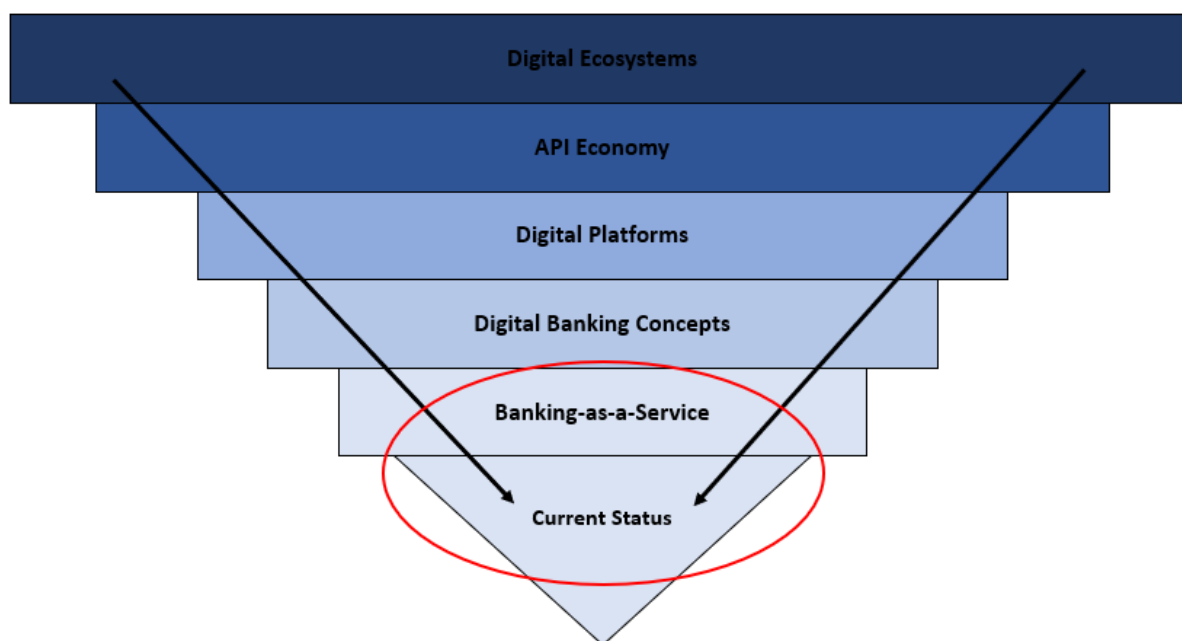 Digital Ecosystems
API Economy
Digital Platforms
Digital Banking Concepts
Banking-as-a-Service
Current Status